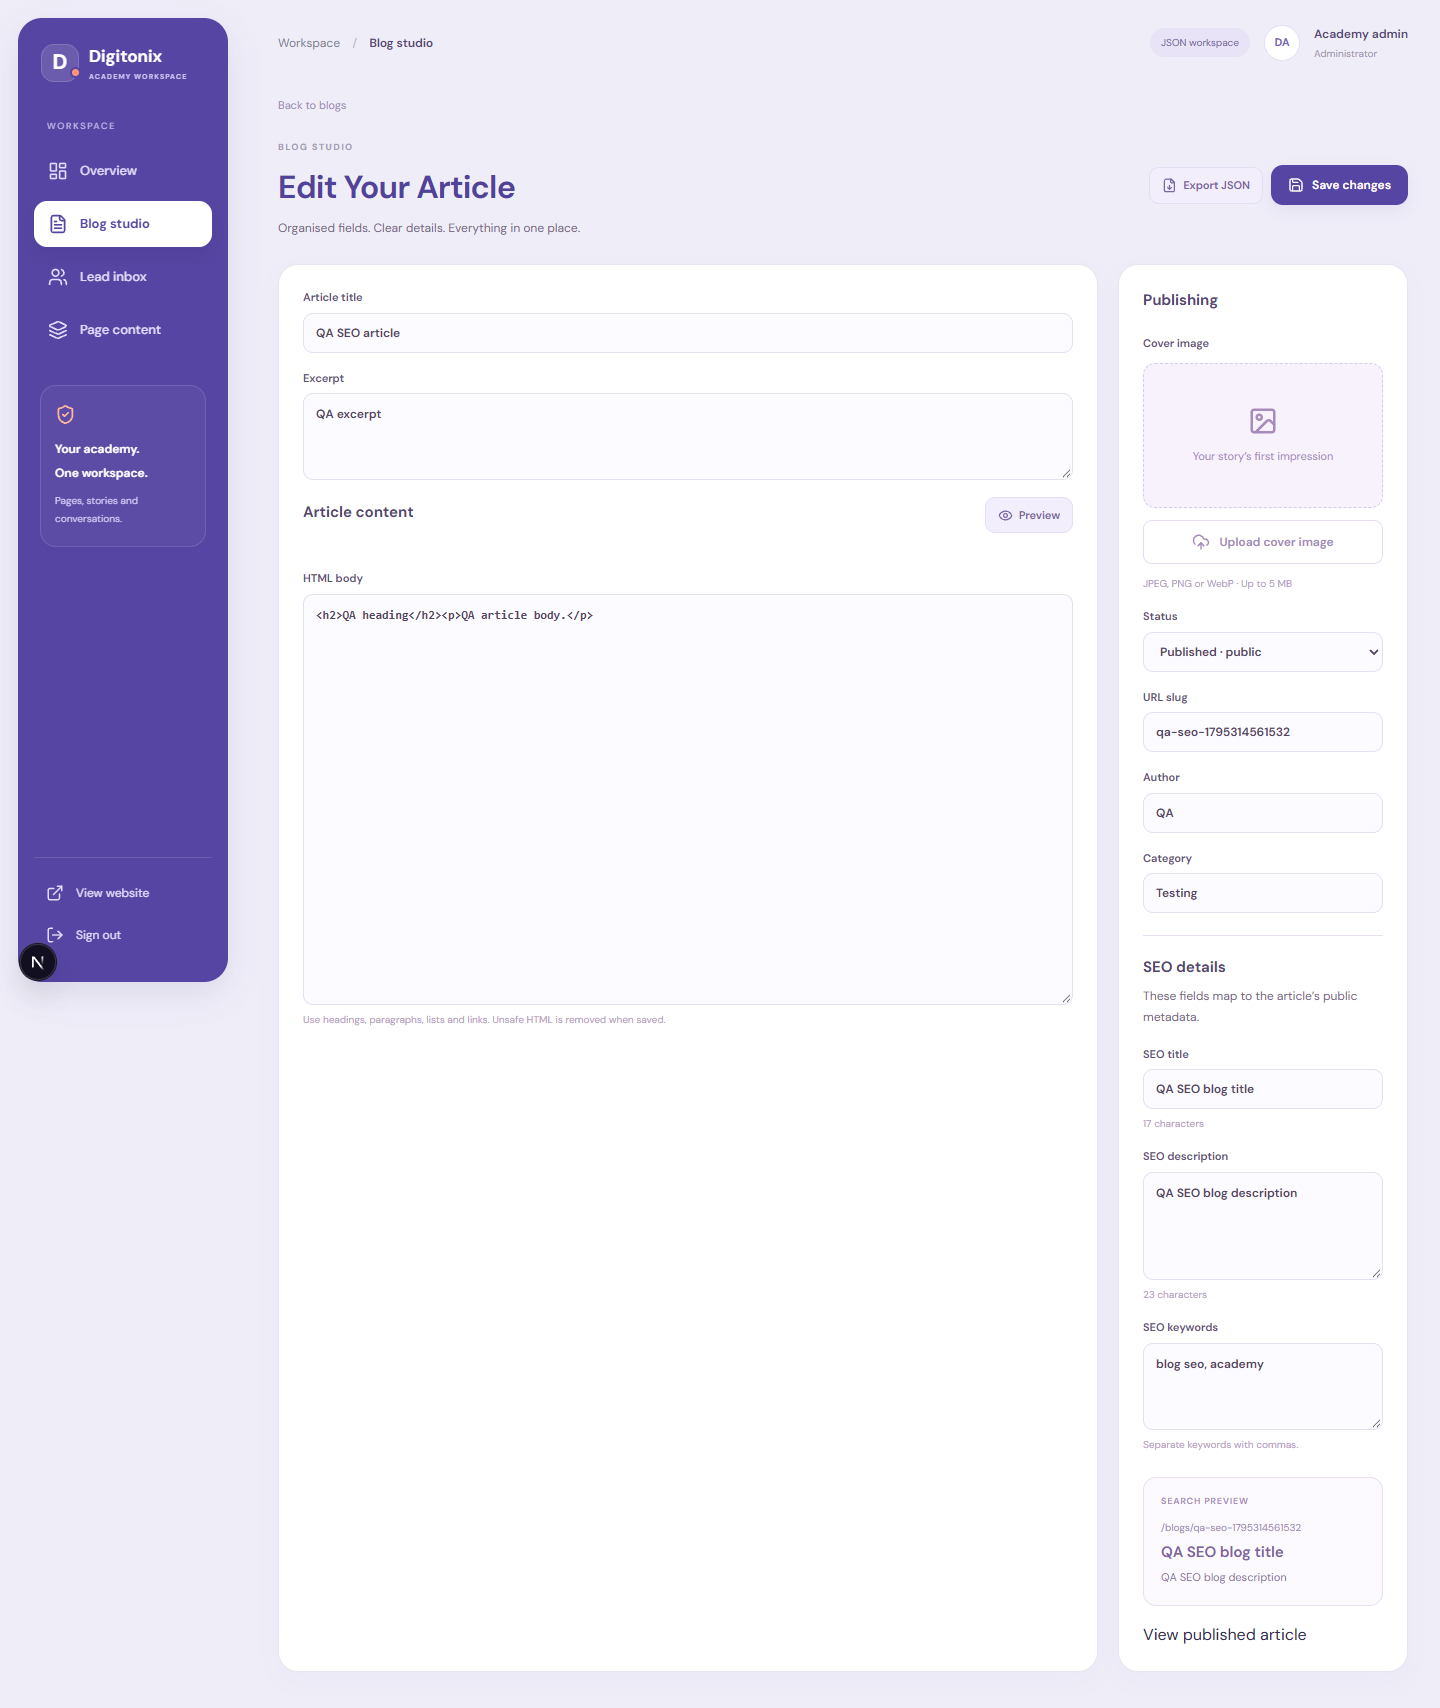 D
Digitonix
ACADEMY WORKSPACE
WORKSPACE
Overview
Blog studio
Lead inbox
Page content
Your academy.
One workspace.
Pages, stories and
conversations.
View website
Sign out
N
Workspace / Blog studio
JSON workspace
DA
Academy admin
Administrator
Back to blogs
BLOG STUDIO
Edit Your Article
Organised fields. Clear details. Everything in one place.
Export JSON
Save changes
Article title
QA SEO article
Excerpt
QA excerpt
Article content
Preview
HTML body
<h2>QA heading</h2><p>QA article body.</p>
Use headings, paragraphs, lists and links. Unsafe HTML is removed when saved.
Publishing
Cover image
Your story's first impression
Upload cover image
JPEG, PNG or WebP · Up to 5 MB
Status
Published · public
URL slug
qa-seo-1795314561532
Author
QA
Category
Testing
SEO details
These fields map to the article's public
metadata.
SEO title
QA SEO blog title
17 characters
SEO description
QA SEO blog description
23 characters
SEO keywords
blog seo, academy
Separate keywords with commas.
SEARCH PREVIEW
/blogs/qa-seo-1795314561532
QA SEO blog title
QA SEO blog description
View published article